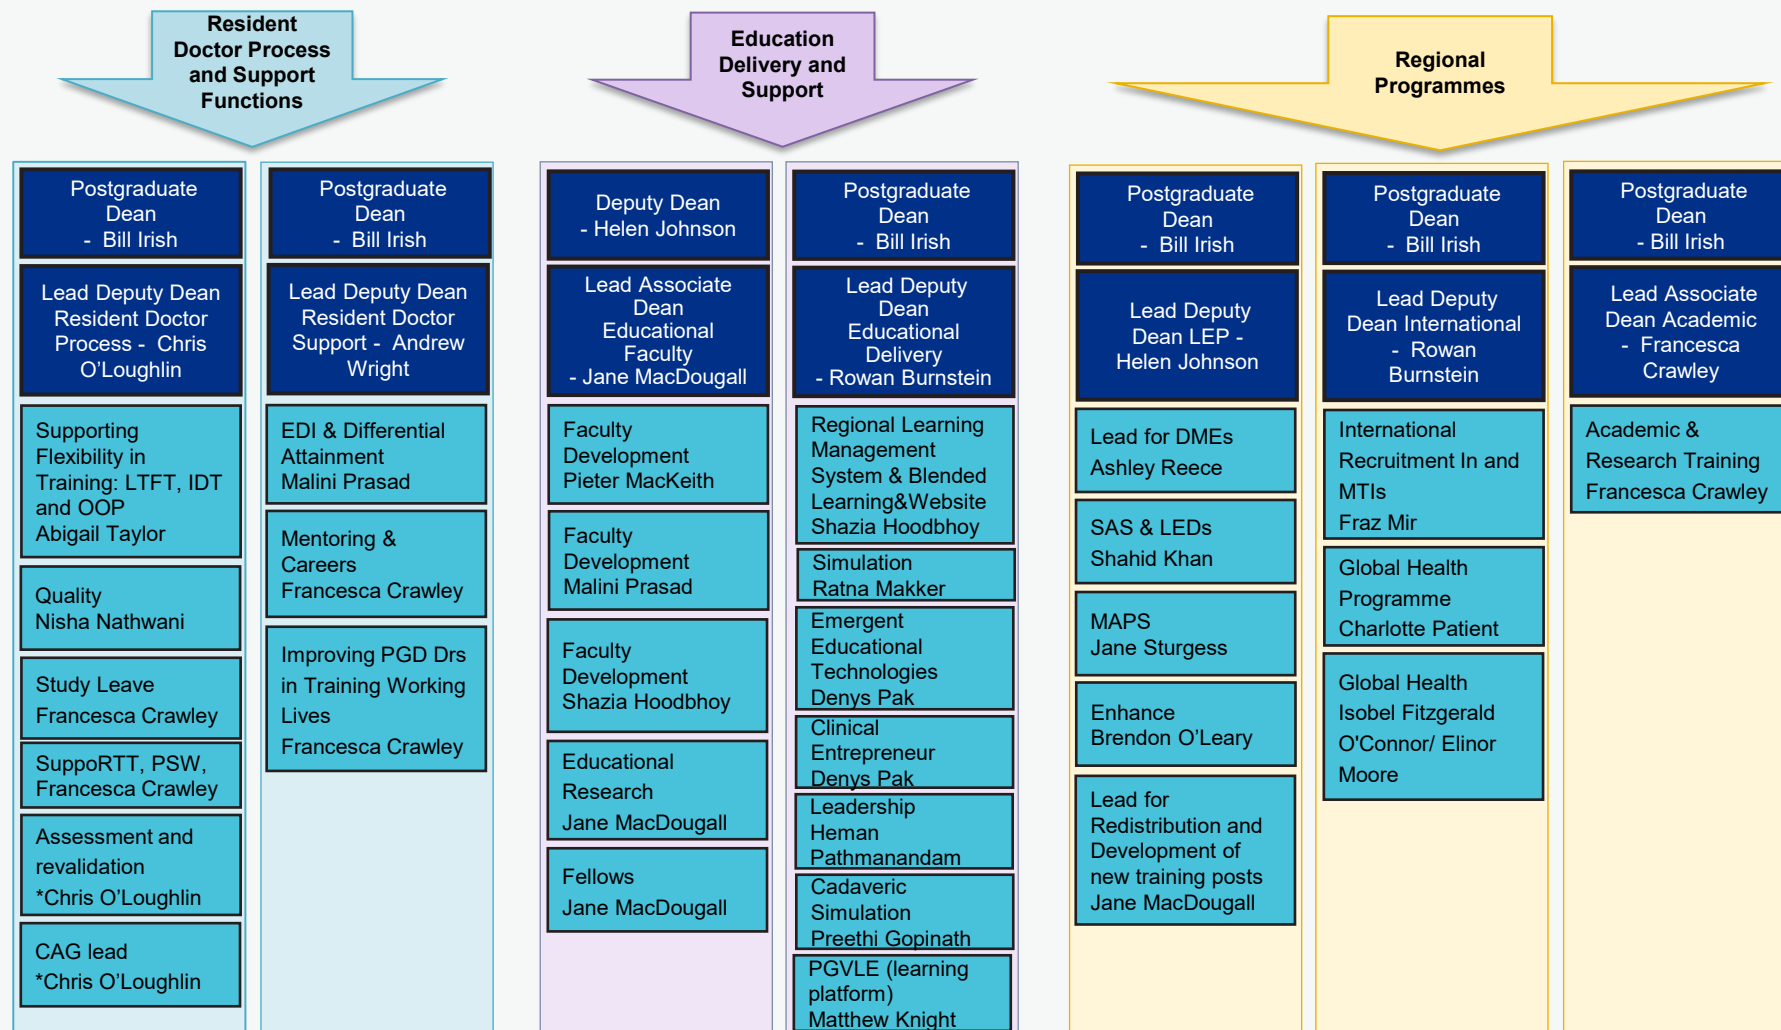 Resident
Doctor Process
and Support
Functions
Education
Delivery and
Support
Regional
Programmes
Postgraduate
Dean
- Bill Irish
Lead Deputy Dean
Resident Doctor
Process - Chris
O'Loughlin
Supporting
Flexibility in
Training: LTFT, IDT
and OOP
Abigail Taylor
Quality
Nisha Nathwani
Study Leave
Francesca Crawley
SuppoRTT, PSW,
Francesca Crawley
Assessment and
revalidation
*Chris O'Loughlin
CAG lead
*Chris O'Loughlin
Postgraduate
Dean
- Bill Irish
Lead Deputy Dean
Resident Doctor
Support - Andrew
Wright
EDI & Differential
Attainment
Malini Prasad
Mentoring &
Careers
Francesca Crawley
Improving PGD Drs
in Training Working
Lives
Francesca Crawley
Deputy Dean
- Helen Johnson
Lead Associate
Dean
Educational
Faculty
- Jane MacDougall
Faculty
Development
Pieter MacKeith
Faculty
Development
Malini Prasad
Faculty
Development
Shazia Hoodbhoy
Educational
Research
Jane MacDougall
Fellows
Jane MacDougall
Postgraduate
Dean
- Bill Irish
Lead Deputy
Dean
Educational
Delivery
- Rowan Burnstein
Regional Learning
Management
System & Blended
Learning&Website
Shazia Hoodbhoy
Simulation
Ratna Makker
Emergent
Educational
Technologies
Denys Pak
Clinical
Entrepreneur
Denys Pak
Leadership
Heman
Pathmanandam
Cadaveric
Simulation
Preethi Gopinath
PGVLE (learning
platform)
Matthew Knight
Postgraduate
Dean
- Bill Irish
Lead Deputy
Dean LEP -
Helen Johnson
Lead for DMEs
Ashley Reece
SAS & LEDs
Shahid Khan
MAPS
Jane Sturgess
Enhance
Brendon O'Leary
Lead for
Redistribution and
Development of
new training posts
Jane MacDougall
Postgraduate
Dean
- Bill Irish
Lead Deputy
Dean International
- Rowan
Burnstein
International
Recruitment In and
MTIs
Fraz Mir
Global Health
Programme
Charlotte Patient
Global Health
Isobel Fitzgerald
O'Connor/ Elinor
Moore
Postgraduate
Dean
- Bill Irish
Lead Associate
Dean Academic
- Francesca
Crawley
Academic &
Research Training
Francesca Crawley